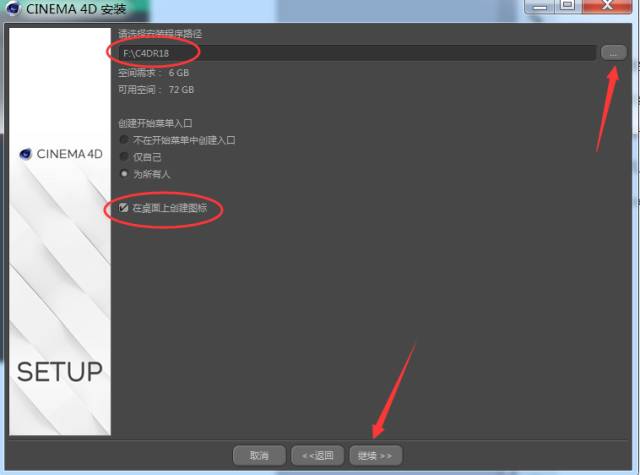 CINEMA 4D 安装
请选择安装程序路径
F:\C4DR18
...
空间需求： 6 GB
可用空间： 72 GB
创建开始菜单入口
不在开始菜单中创建入口
仅自己
为所有人
在桌面上创建图标
CINEMA 4D
SETUP
取消
<<返回
继续 >>